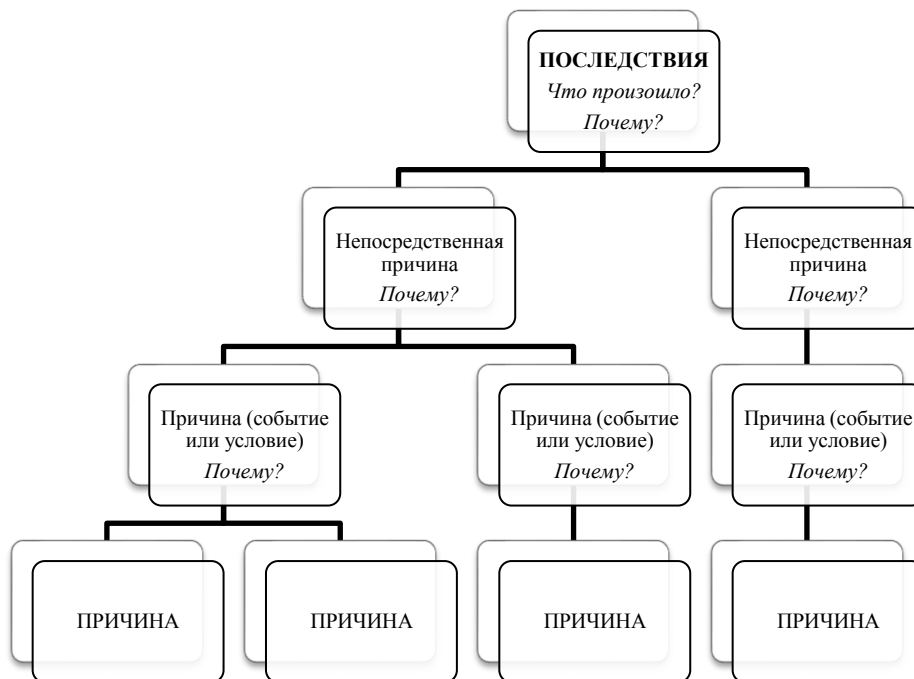 ПОСЛЕДСТВИЯ
Что произошло?
Почему?
Непосредственная
причина
Почему?
Непосредственная
причина
Почему?
Причина (событие
или условие)
Почему?
Причина (событие
или условие)
Почему?
Причина (событие
или условие)
Почему?
ПРИЧИНА
ПРИЧИНА
ПРИЧИНА
ПРИЧИНА